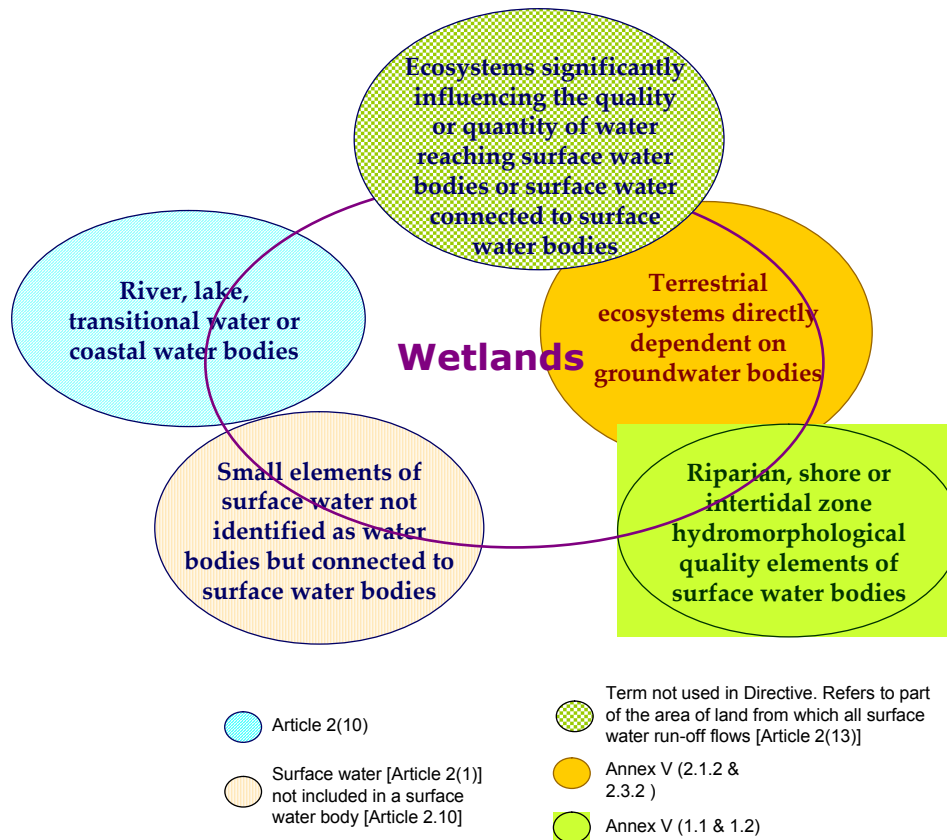 Ecosystems significantly
influencing the quality
or quantity of water
reaching surface water
bodies or surface water
connected to surface
water bodies
River, lake,
transitional water or
coastal water bodies
Wetlands
Terrestrial
ecosystems directly
dependent on
groundwater bodies
Small elements of
surface water not
identified as water
bodies but connected to
surface water bodies
Riparian, shore or
intertidal zone
hydromorphological
quality elements of
surface water bodies
Article 2(10)
Surface water [Article 2(1)]
not included in a surface
water body [Article 2.10]
Term not used in Directive. Refers to part
of the area of land from which all surface
water run-off flows [Article 2(13)]
Annex V (2.1.2 &
2.3.2 )
Annex V (1.1 & 1.2)